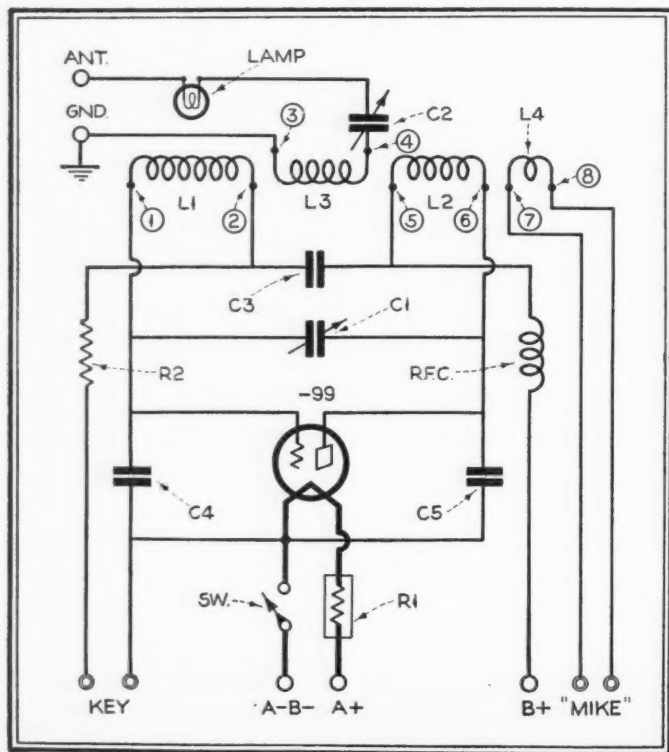 ANT. LAMP
GND. ③ C2 L4
④
① L1 ② L3 ⑤ L2 ⑥ ⑦ ⑧
C3 C1
R2 -99 R.F.C.
C4 C5
SW. R1
KEY A-B- A+ B+ "MIKE"